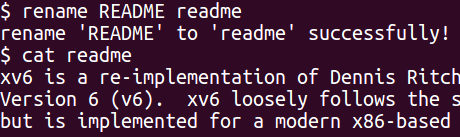 $ rename README readme
rename 'README' to 'readme' successfully!
$ cat readme
xv6 is a re-implementation of Dennis Ritch
Version 6 (v6).  xv6 loosely follows the s
but is implemented for a modern x86-based